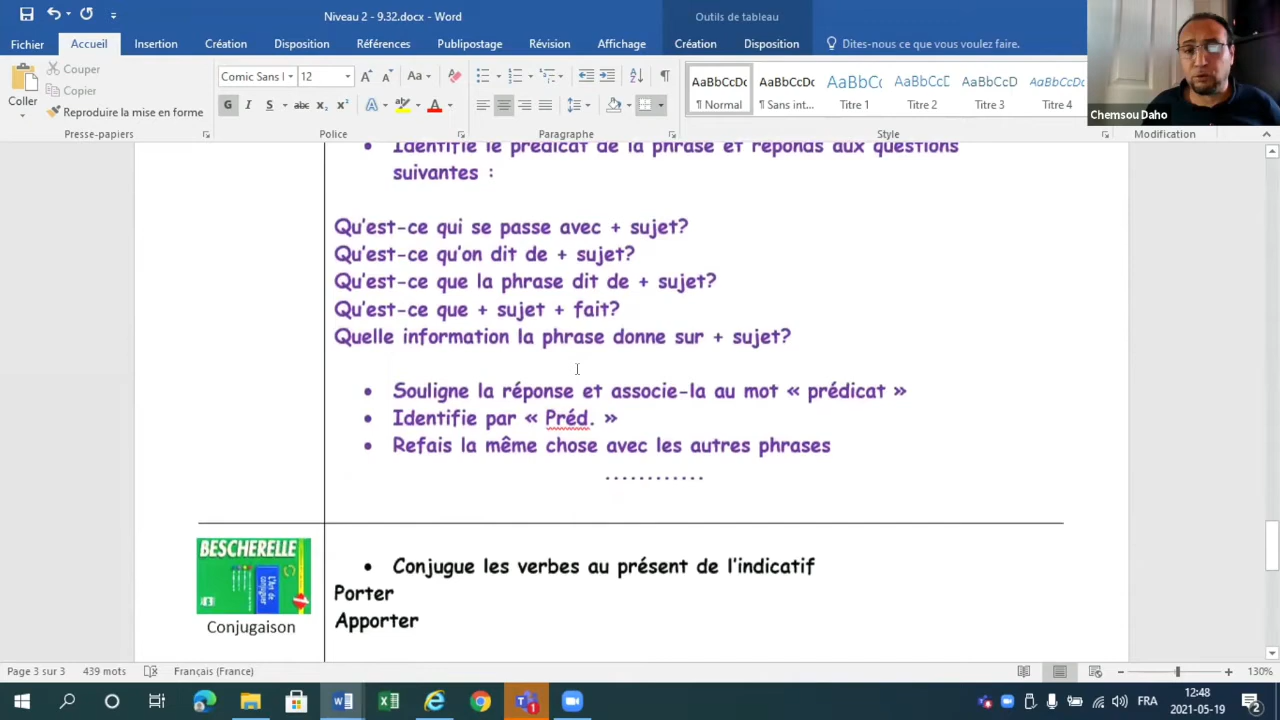 Niveau 2 - 9.32.docx - Word
Outils de tableau
Fichier Accueil Insertion Création Disposition Références Publipostage Révision Affichage Création Disposition Dites-nous ce que vous voulez faire.
Coller
Couper
Copier
Reproduire la mise en forme
Comic Sans I 12
AaBbCcDc AaBbCcDc AaBbC( AaBbCcD AaBbCcD AaBbCcD
¶ Normal ¶ Sans int... Titre 1 Titre 2 Titre 3 Titre 4
Presse-papiers Police Paragraphe Style Modification
Chemsou Daho
• Identifie le prédicat de la phrase et réponds aux questions
suivantes :
Qu'est-ce qui se passe avec + sujet?
Qu'est-ce qu'on dit de + sujet?
Qu'est-ce que la phrase dit de + sujet?
Qu'est-ce que + sujet + fait?
Quelle information la phrase donne sur + sujet?
• Souligne la réponse et associe-la au mot « prédicat »
• Identifie par « Préd. »
• Refais la même chose avec les autres phrases
............
BESCHERELLE
Conjugaison
• Conjugue les verbes au présent de l'indicatif
Porter
Apporter
Page 3 sur 3 439 mots Français (France) 130%
FRA
12:48
2021-05-19